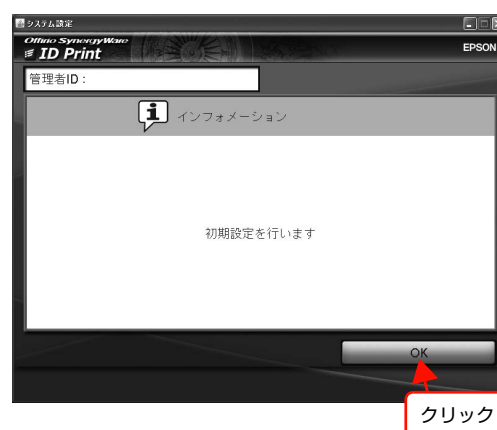 システム設定
Offirio SynergyWare
ID Print
EPSON
管理者ID：
インフォメーション
初期設定を行います
OK
クリック